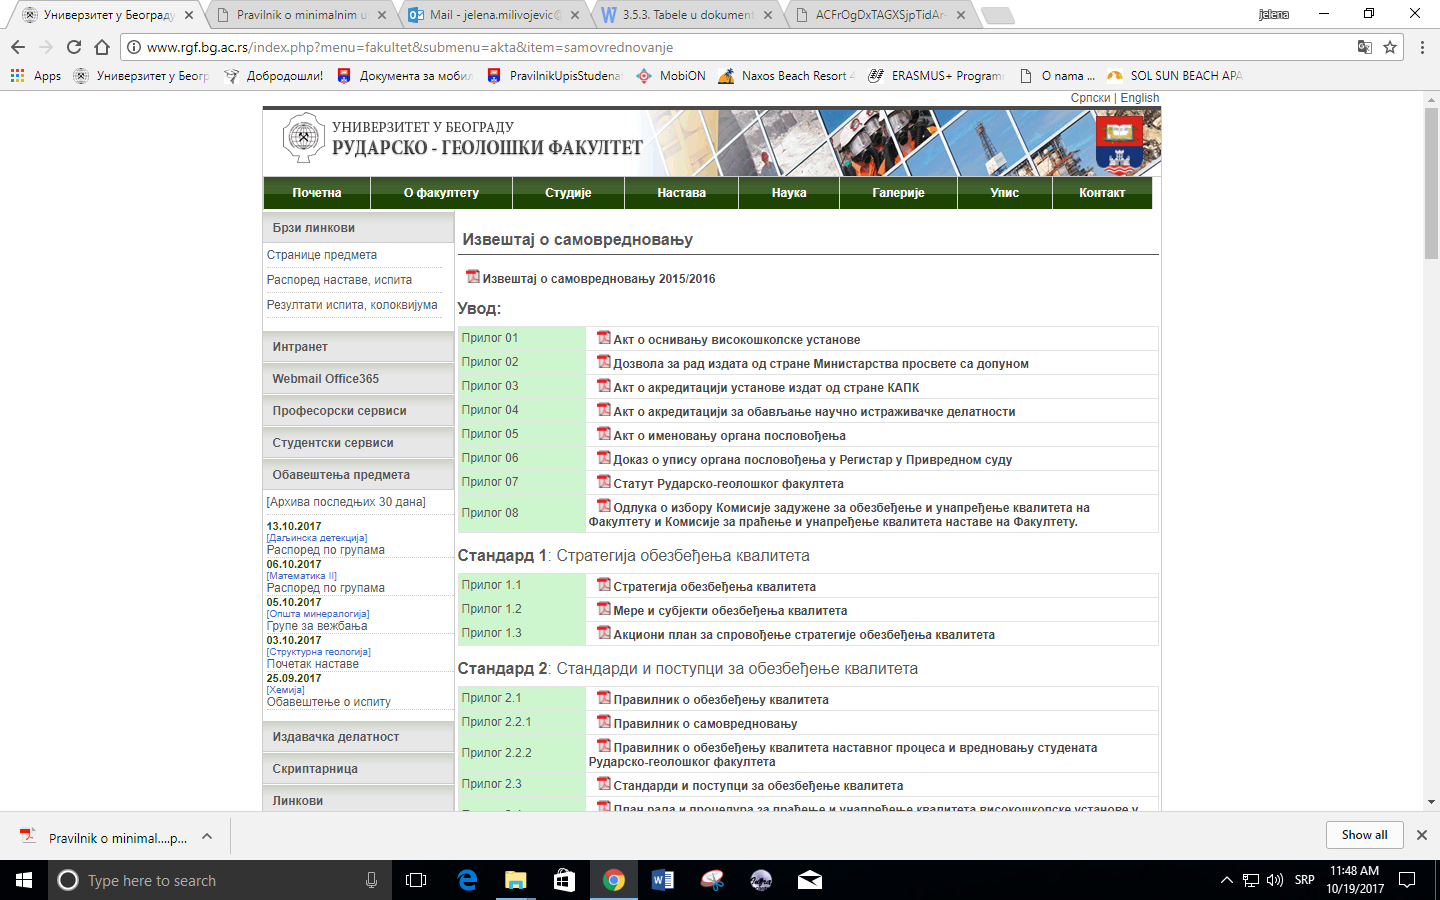 Универзитет у Београду
Pravilnik o minimalnim u
Mail - jelena.milivojevic@
3.5.3. Tabele u dokument
ACFrOgDxTAGXSjpTidAr-
jelena
www.rgf.bg.ac.rs/index.php?menu=fakultet&submenu=akta&item=samovrednovanje
Apps
Универзитет у Беогр
Добродошли!
Документа за мобил
PravilnikUpisStudena
MobiON
Naxos Beach Resort 4
ERASMUS+ Program
O nama ...
SOL SUN BEACH APA
Српски | English
УНИВЕРЗИТЕТ У БЕОГРАДУ
РУДАРСКО - ГЕОЛОШКИ ФАКУЛТЕТ
Почетна
О факултету
Студије
Настава
Наука
Галерије
Упис
Контакт
Брзи линкови
Странице предмета
Распоред наставе, испита
Резултати испита, колоквијума
Интранет
Webmail Office365
Професорски сервиси
Студентски сервиси
Обавештења предмета
[Архива последњих 30 дана]
13.10.2017
[Даљинска детекција]
Распоред по групама
06.10.2017
[Математика II]
Распоред по групама
05.10.2017
[Општа минералогија]
Групе за вежбања
03.10.2017
[Структурна геологија]
Почетак наставе
25.09.2017
[Хемија]
Обавештење о испиту
Издавачка делатност
Скриптарница
Линкови
Извештај о самовредновању
Извештај о самовредновању 2015/2016
Увод:
Прилог 01 Акт о оснивању високошколске установе
Прилог 02 Дозвола за рад издата од стране Министарства просвете са допуном
Прилог 03 Акт о акредитацији установе издат од стране КАПК
Прилог 04 Акт о акредитацији за обављање научно истраживачке делатности
Прилог 05 Акт о именовању органа пословођења
Прилог 06 Доказ о упису органа пословођења у Регистар у Привредном суду
Прилог 07 Статут Рударско-геолошког факултета
Прилог 08 Одлука о избору Комисије задужене за обезбеђење и унапређење квалитета на
Факултету и Комисије за праћење и унапређење квалитета наставе на Факултету.
Стандард 1: Стратегија обезбеђења квалитета
Прилог 1.1 Стратегија обезбеђења квалитета
Прилог 1.2 Мере и субјекти обезбеђења квалитета
Прилог 1.3 Акциони план за спровођење стратегије обезбеђења квалитета
Стандард 2: Стандарди и поступци за обезбеђење квалитета
Прилог 2.1 Правилник о обезбеђењу квалитета
Прилог 2.2.1 Правилник о самовредновању
Прилог 2.2.2 Правилник о обезбеђењу квалитета наставног процеса и вредновању студената
Рударско-геолошког факултета
Прилог 2.3 Стандарди и поступци за обезбеђење квалитета
План рада и процедура за праћење и унапређење квалитета високошколске установе у
Pravilnik o minimal....p...
Show all
Type here to search
SRP
11:48 AM
10/19/2017